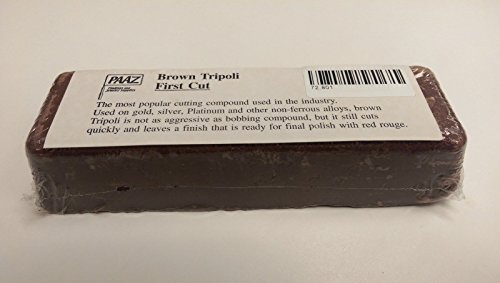 PAAZ
Brown Tripoli
First Cut
72 801
The most popular cutting compound used in the industry.
Used on gold, silver, Platinum and other non-ferrous alloys, brown
Tripoli is not as aggressive as bobbing compound, but it still cuts
quickly and leaves a finish that is ready for final polish with red rouge.